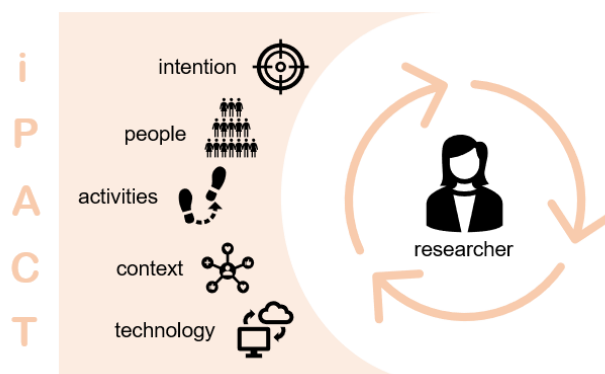 i
P
A
C
T
intention
people
activities
context
technology
researcher